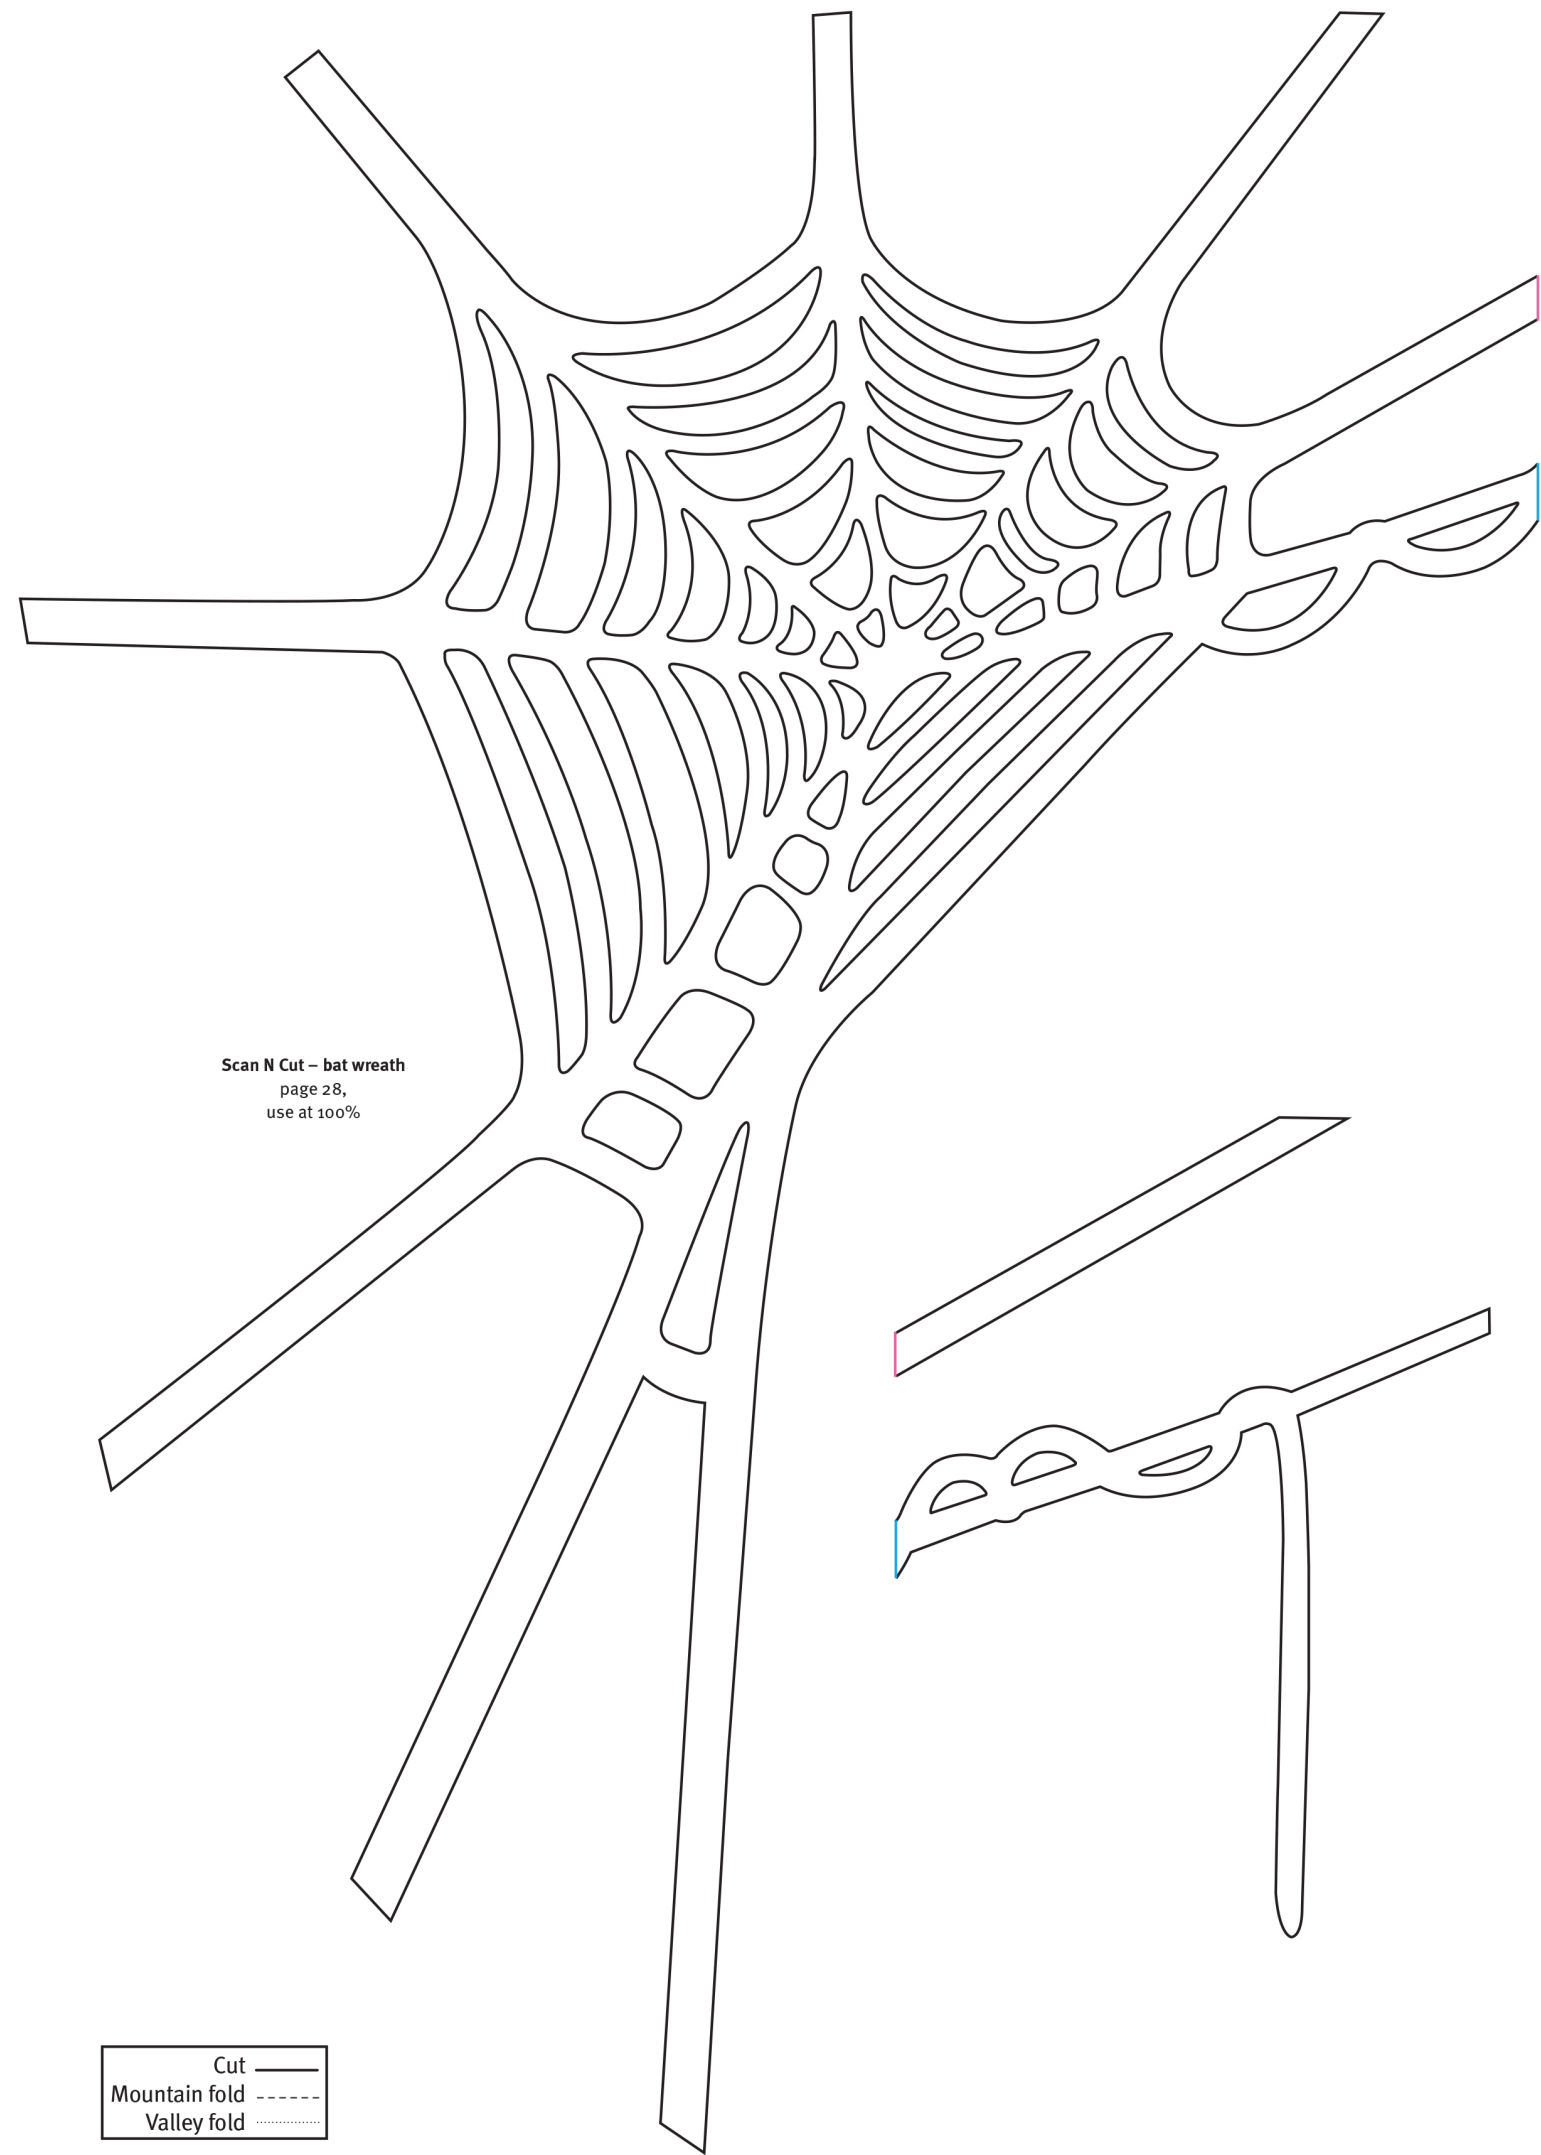 Scan N Cut – bat wreath
page 28,
use at 100%
Cut
Mountain fold
Valley fold